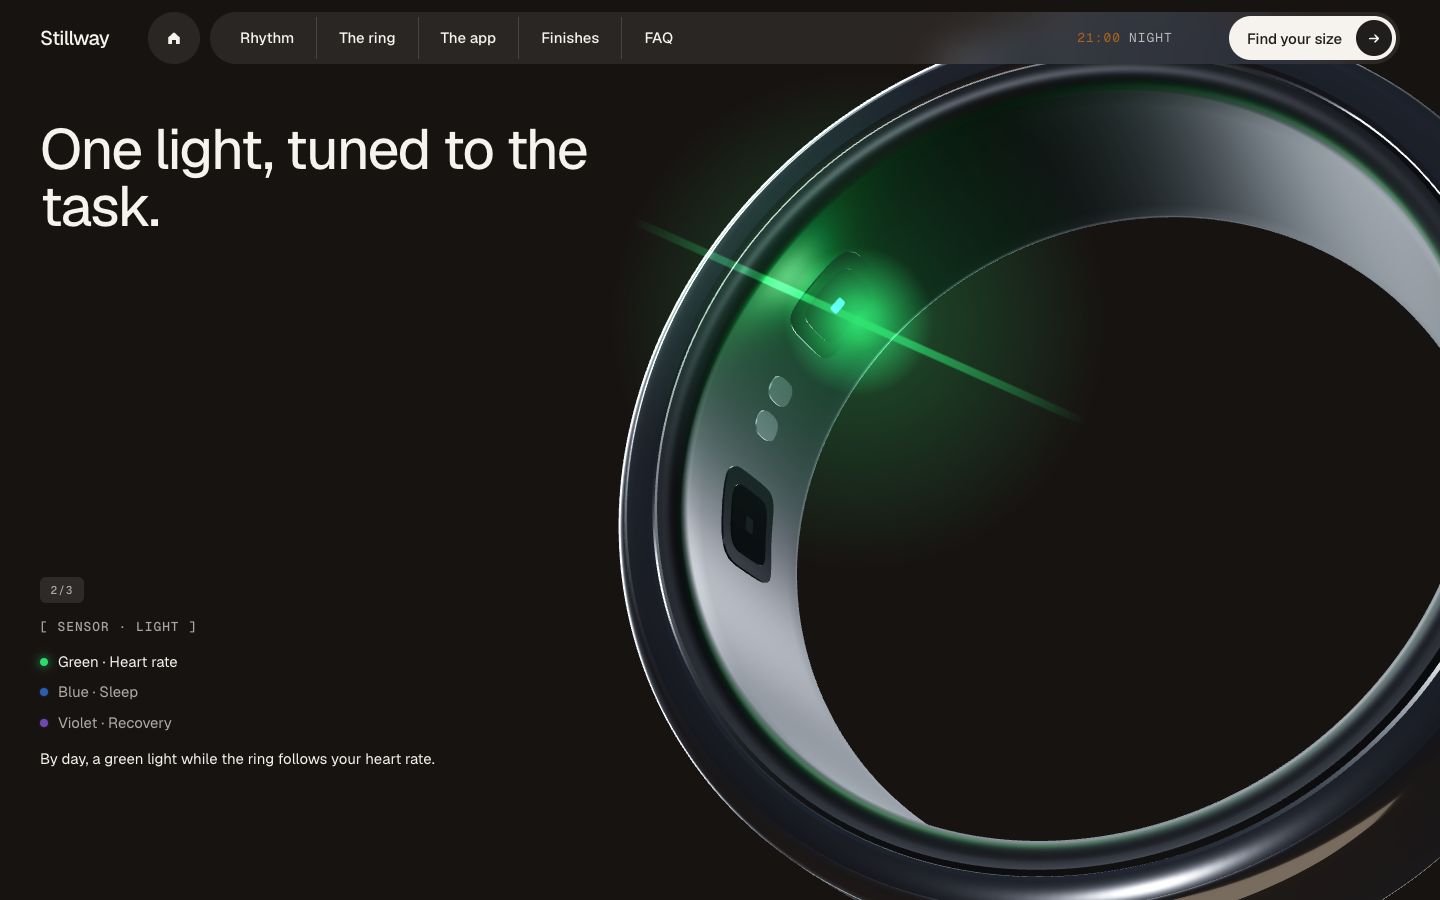 Stillway
Rhythm
The ring
The app
Finishes
FAQ
21:00 NIGHT
Find your size
One light, tuned to the
task.
2/3
[ SENSOR · LIGHT ]
Green · Heart rate
Blue · Sleep
Violet · Recovery
By day, a green light while the ring follows your heart rate.